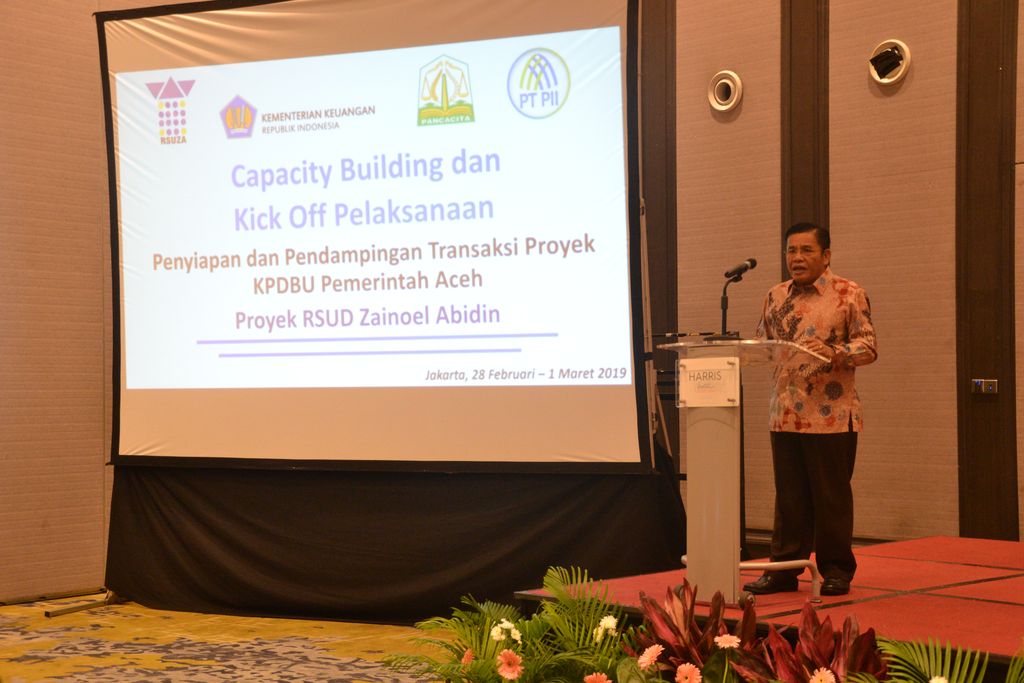 RSUZA
KEMENTERIAN KEUANGAN
REPUBLIK INDONESIA
PANCACITA
PT PII
Capacity Building dan
Kick Off Pelaksanaan
Penyiapan dan Pendampingan Transaksi Proyek
KPDBU Pemerintah Aceh
Proyek RSUD Zainoel Abidin
Jakarta, 28 Februari – 1 Maret 2019
HARRIS